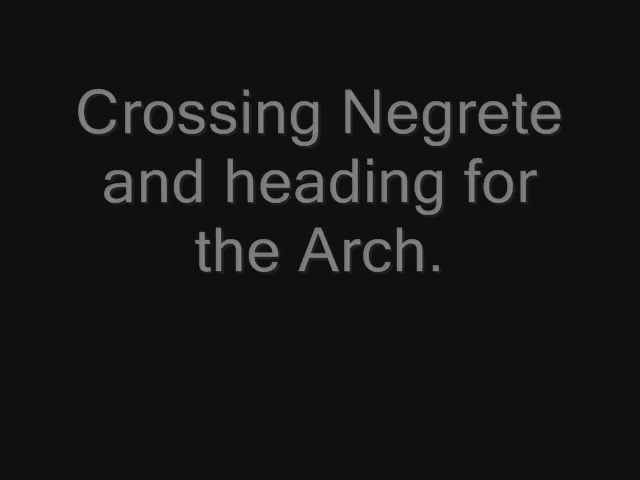 Crossing Negrete
and heading for
the Arch.